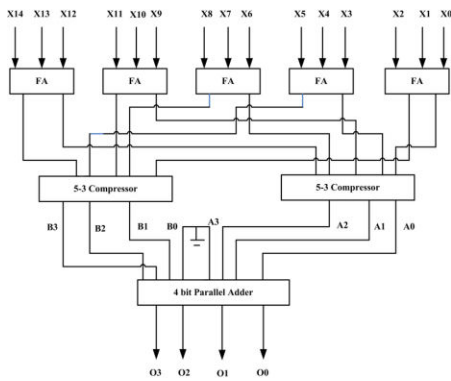 X14 X13 X12 X11 X10 X9 X8 X7 X6 X5 X4 X3 X2 X1 X0
FA FA FA FA FA
5-3 Compressor 5-3 Compressor
B3 B2 B1 B0 A3 A2 A1 A0
4 bit Parallel Adder
O3 O2 O1 O0